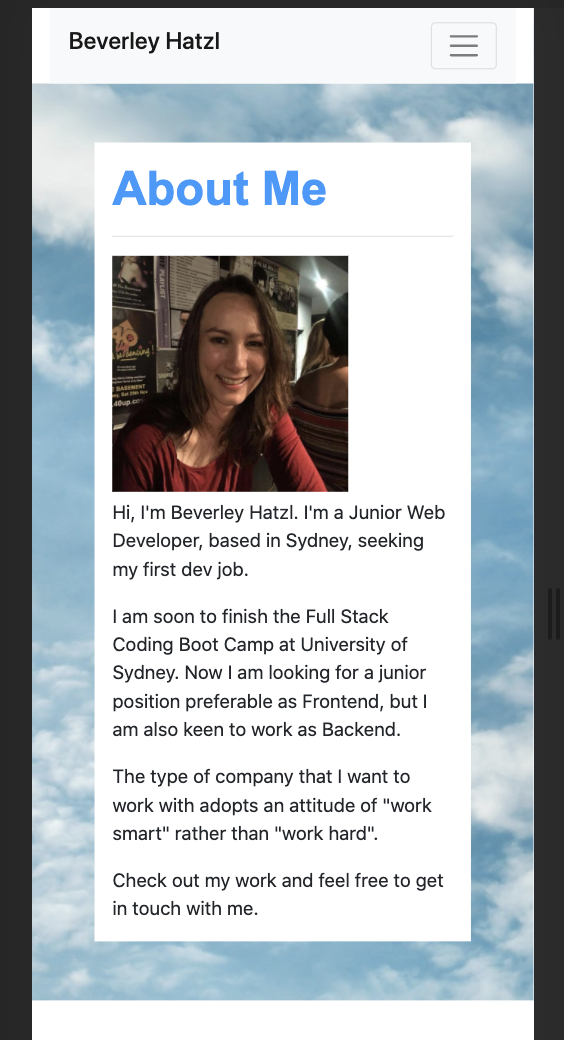 Beverley Hatzl
About Me
PLAYLIST
BASEMENT
Hi, I'm Beverley Hatzl. I'm a Junior Web
Developer, based in Sydney, seeking
my first dev job.
I am soon to finish the Full Stack
Coding Boot Camp at University of
Sydney. Now I am looking for a junior
position preferable as Frontend, but I
am also keen to work as Backend.
The type of company that I want to
work with adopts an attitude of "work
smart" rather than "work hard".
Check out my work and feel free to get
in touch with me.